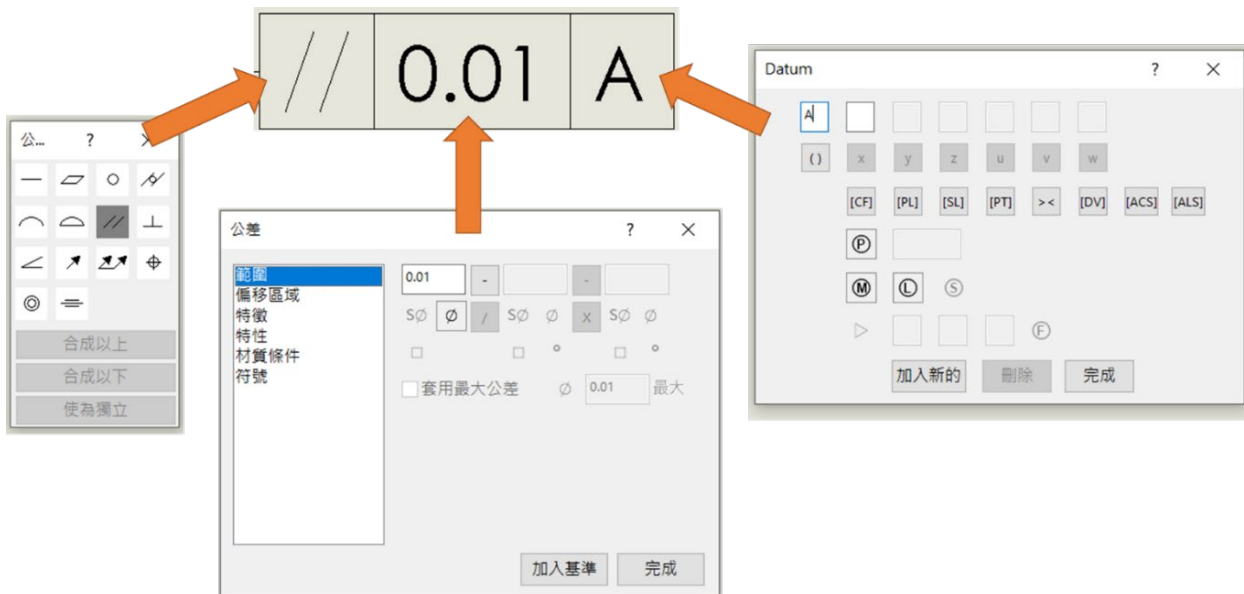 // 0.01 A
公... ? ×
合成以上
合成以下
使為獨立
公差 ? ×
範圍
偏移區域
特徵
特性
材質條件
符號
0.01 - -
S∅ ∅ / S∅ ∅ X S∅ ∅
□ □ ° □ °
套用最大公差 ∅ 0.01 最大
加入基準 完成
Datum ? ×
A
( ) x y z u v w
[CF] [PL] [SL] [PT] >< [DV] [ACS] [ALS]
Ⓟ
Ⓜ Ⓛ Ⓢ
Ⓕ
加入新的 刪除 完成